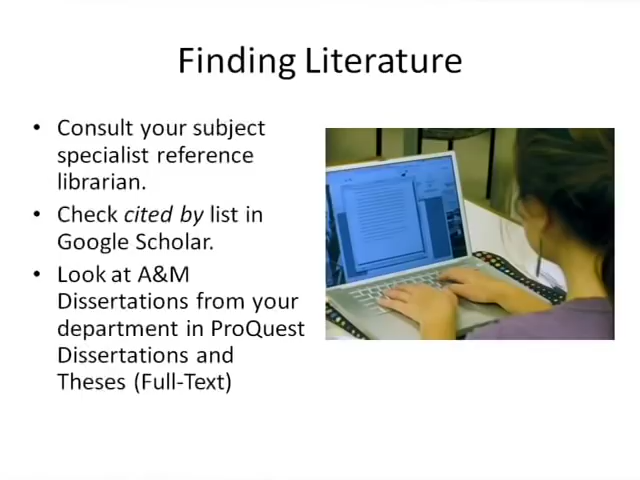 Finding Literature
• Consult your subject
specialist reference
librarian.
• Check cited by list in
Google Scholar.
• Look at A&M
Dissertations from your
department in ProQuest
Dissertations and
Theses (Full-Text)